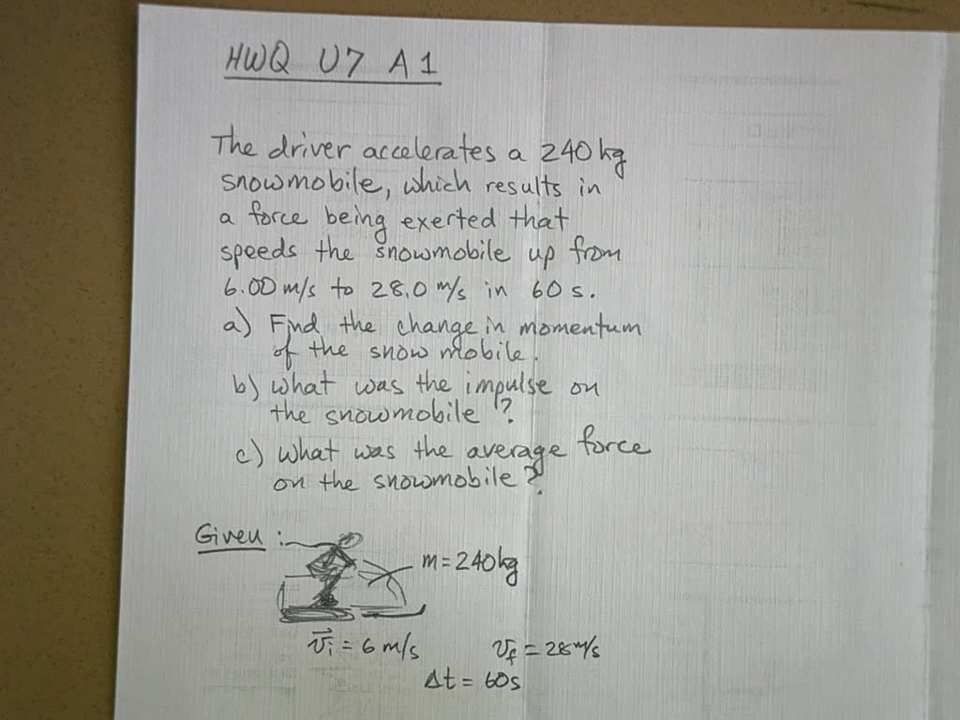 HWQ U7 A1
The driver accelerates a 240 kg
snowmobile, which results in
a force being exerted that
speeds the snowmobile up from
6.00 m/s to 28.0 m/s in 60 s.
a) Find the change in momentum
of the snow mobile.
b) what was the impulse on
the snowmobile ?
c) what was the average force
on the snowmobile ?
Given :
m = 240 kg
v⃗i = 6 m/s vf = 28 m/s
Δt = 60s